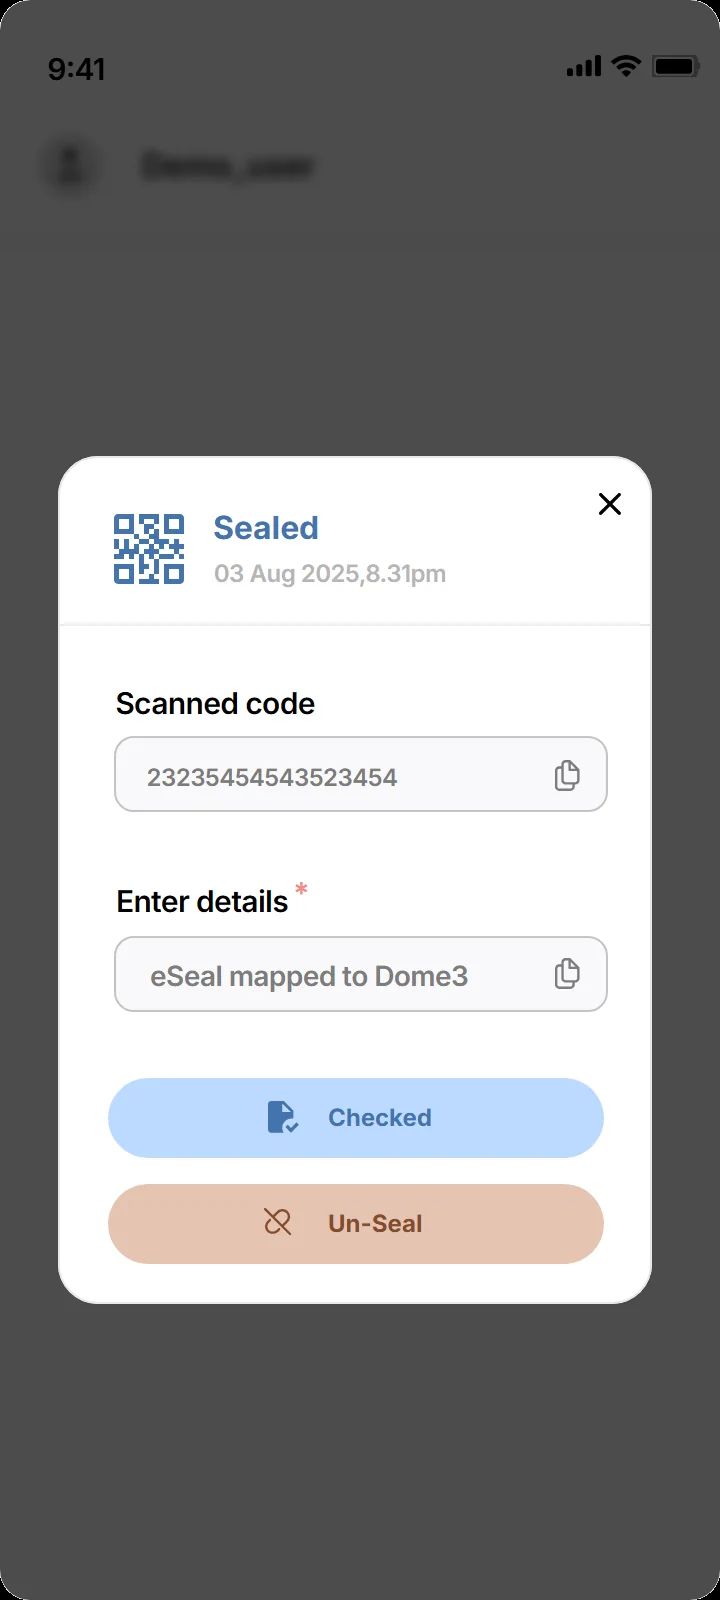 9:41
Demo_user
Sealed
03 Aug 2025,8.31pm
Scanned code
23235454543523454
Enter details *
eSeal mapped to Dome3
Checked
Un-Seal